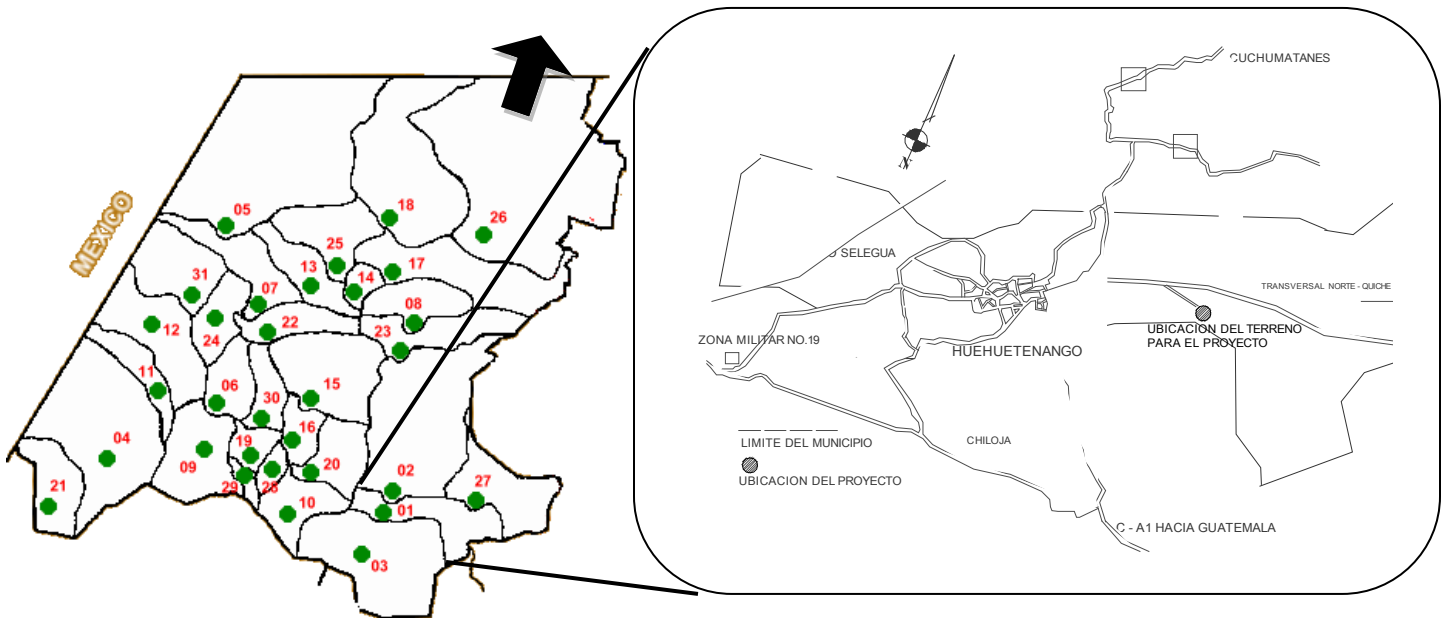 MEXICO
05
18
26
25
13
17
14
31
07
08
12
24
22
23
11
06
15
30
16
04
19
09
20
02
27
21
29
28
10
01
03
CUCHUMATANES
N
O SELEGUA
TRANSVERSAL NORTE - QUICHE
UBICACION DEL TERRENO
PARA EL PROYECTO
ZONA MILITAR NO.19
HUEHUETENANGO
LIMITE DEL MUNICIPIO
CHILOJA
UBICACION DEL PROYECTO
C - A1 HACIA GUATEMALA